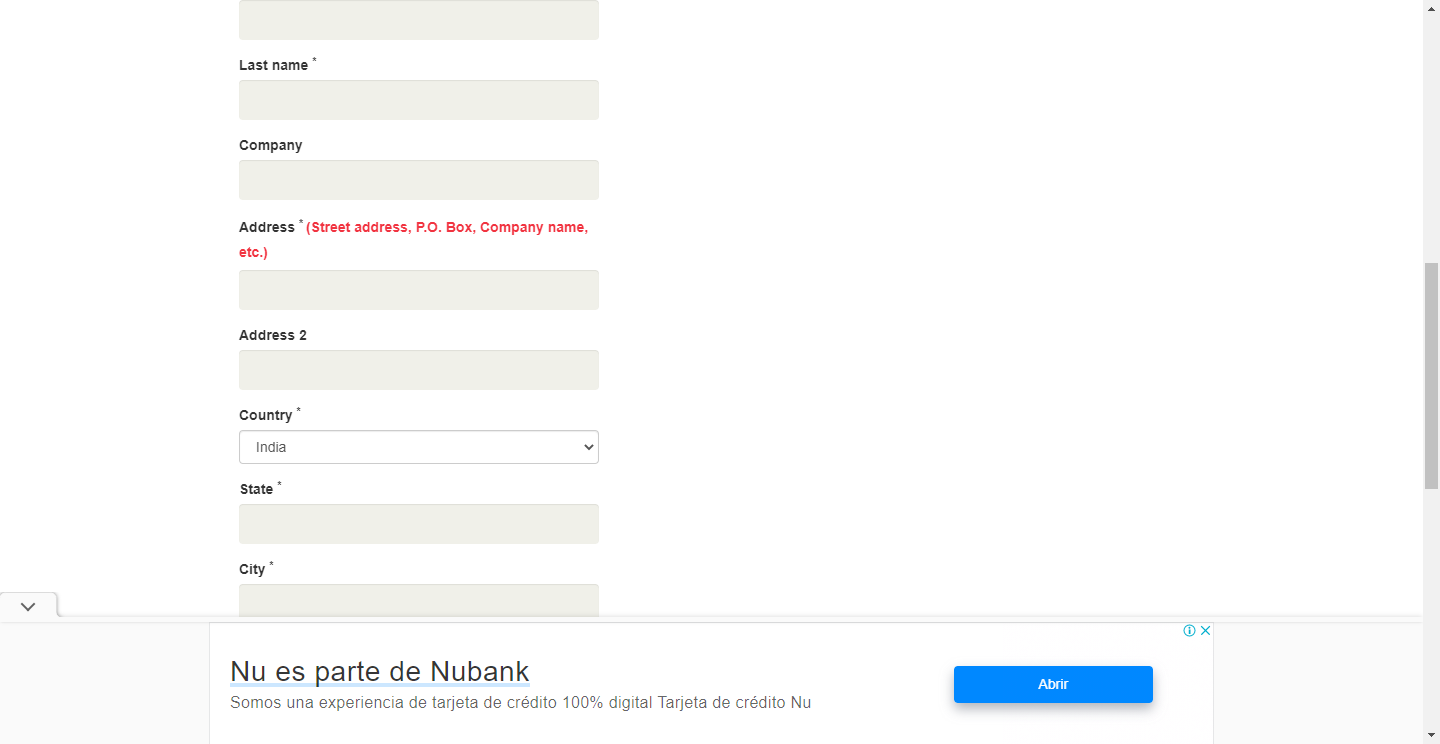 Last name *
Company
Address * (Street address, P.O. Box, Company name,
etc.)
Address 2
Country *
India
State *
City *
Nu es parte de Nubank
Somos una experiencia de tarjeta de crédito 100% digital Tarjeta de crédito Nu
Abrir